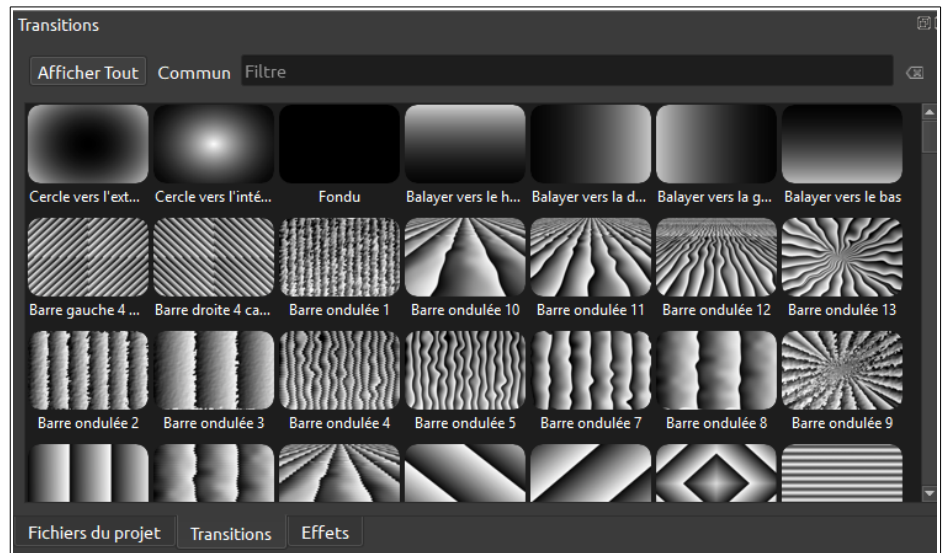 Transitions
Afficher Tout Commun Filtre
Cercle vers l'ext... Cercle vers l'inté... Fondu Balayer vers le h... Balayer vers la d... Balayer vers la g... Balayer vers le bas
Barre gauche 4 ... Barre droite 4 ca... Barre ondulée 1 Barre ondulée 10 Barre ondulée 11 Barre ondulée 12 Barre ondulée 13
Barre ondulée 2 Barre ondulée 3 Barre ondulée 4 Barre ondulée 5 Barre ondulée 7 Barre ondulée 8 Barre ondulée 9
Fichiers du projet Transitions Effets